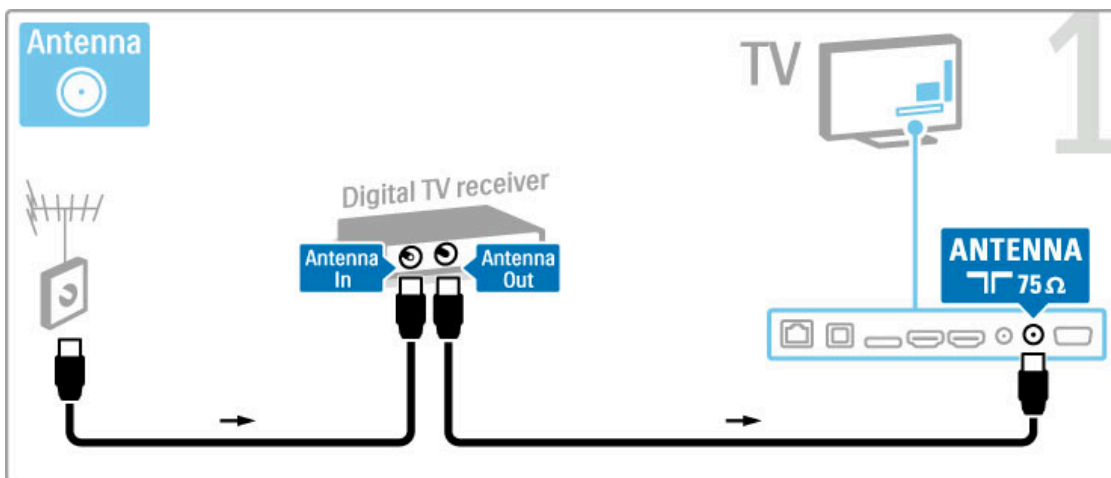 Antenna
TV
1
Digital TV receiver
Antenna
In
Antenna
Out
ANTENNA
75 Ω